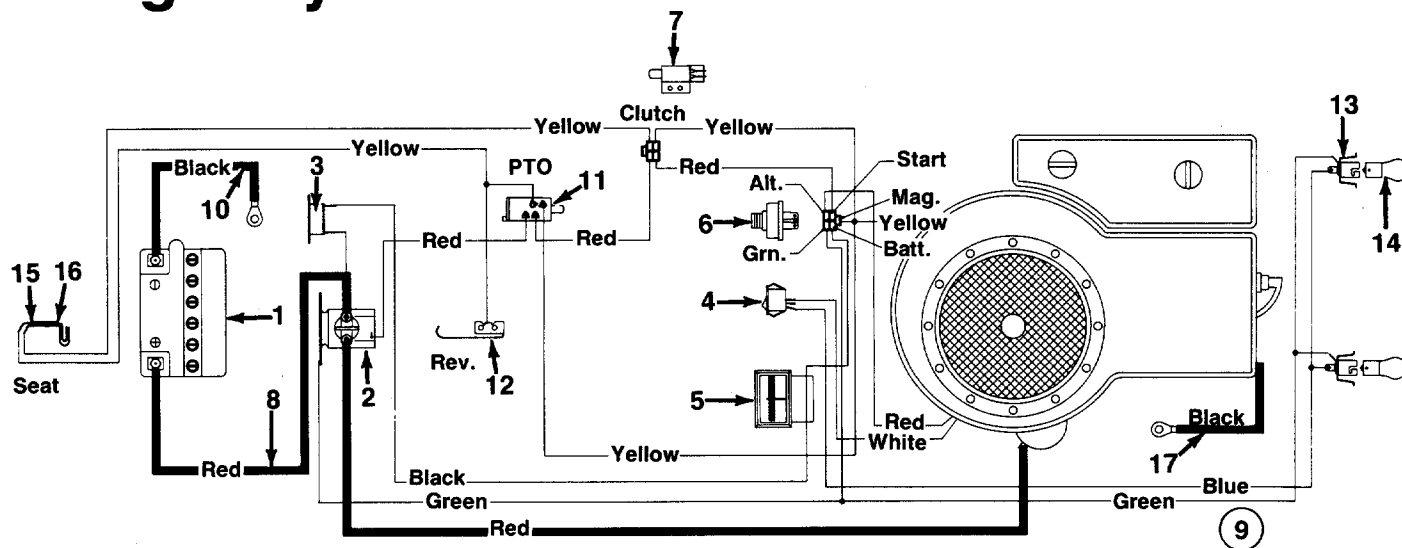 7
Clutch
Yellow
Yellow
13
Yellow
Black
3
PTO
Red
Start
Alt.
Mag.
10
11
6
Yellow
14
Red
Red
Grn.
Batt.
15
16
1
4
Seat
2
Rev.
12
5
8
Red
White
Black
17
Yellow
Red
Black
Blue
Green
Green
Red
9